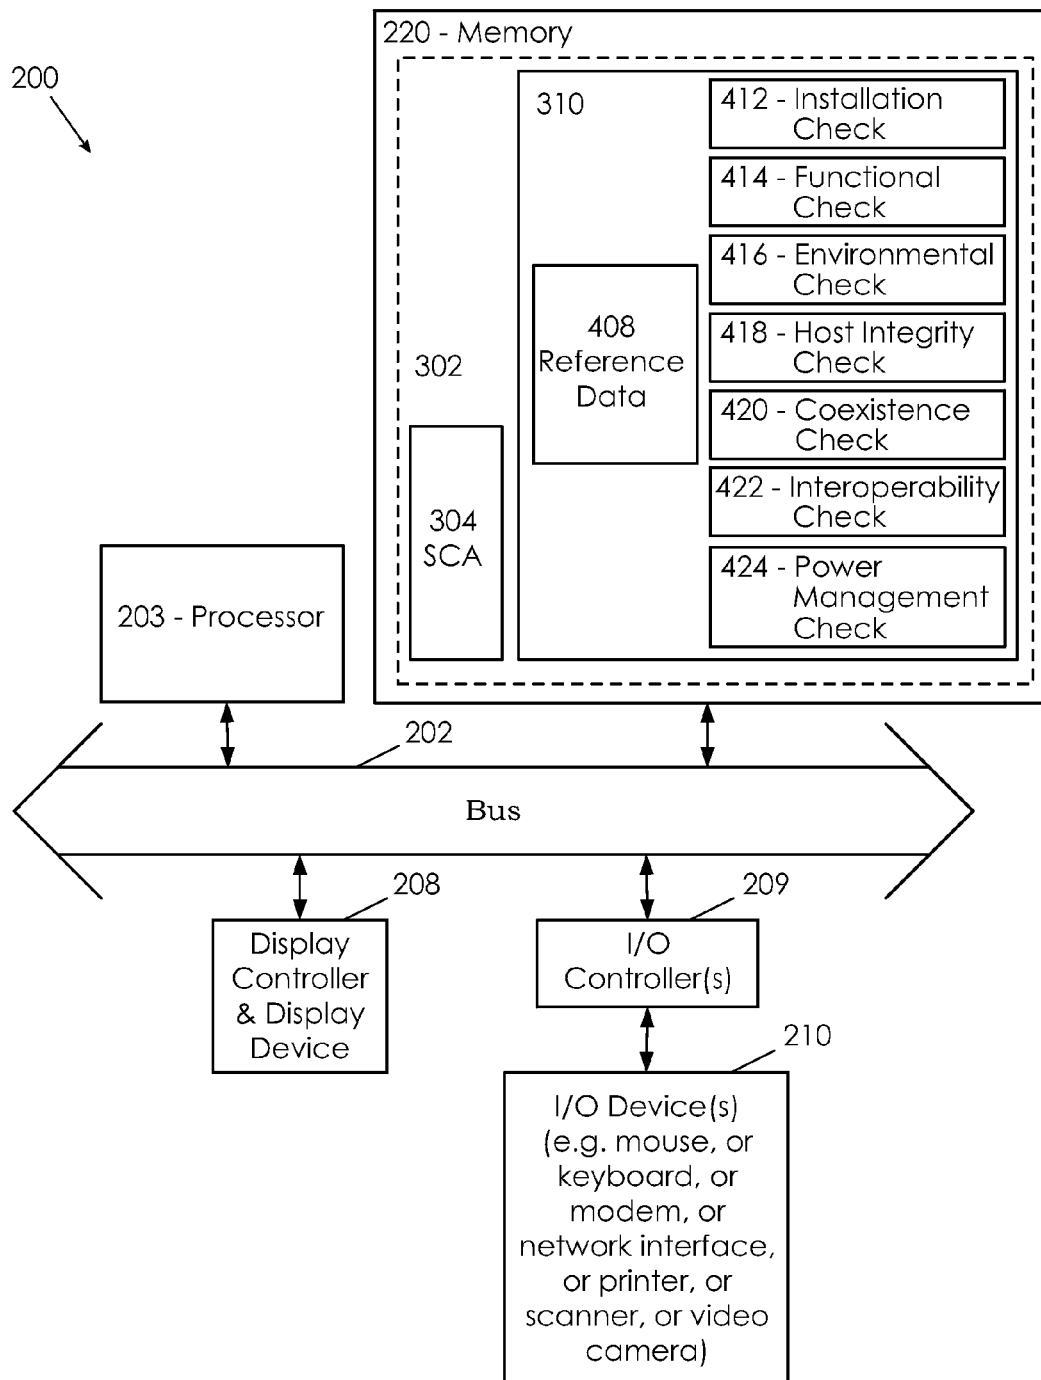 220 - Memory
200
310
412 - Installation
Check
414 - Functional
Check
416 - Environmental
Check
408
Reference
Data
418 - Host Integrity
Check
302
420 - Coexistence
Check
422 - Interoperability
Check
304
SCA
424 - Power
Management
Check
203 - Processor
202
Bus
208
209
Display
Controller
& Display
Device
I/O
Controller(s)
210
I/O Device(s)
(e.g. mouse, or
keyboard, or
modem, or
network interface,
or printer, or
scanner, or video
camera)